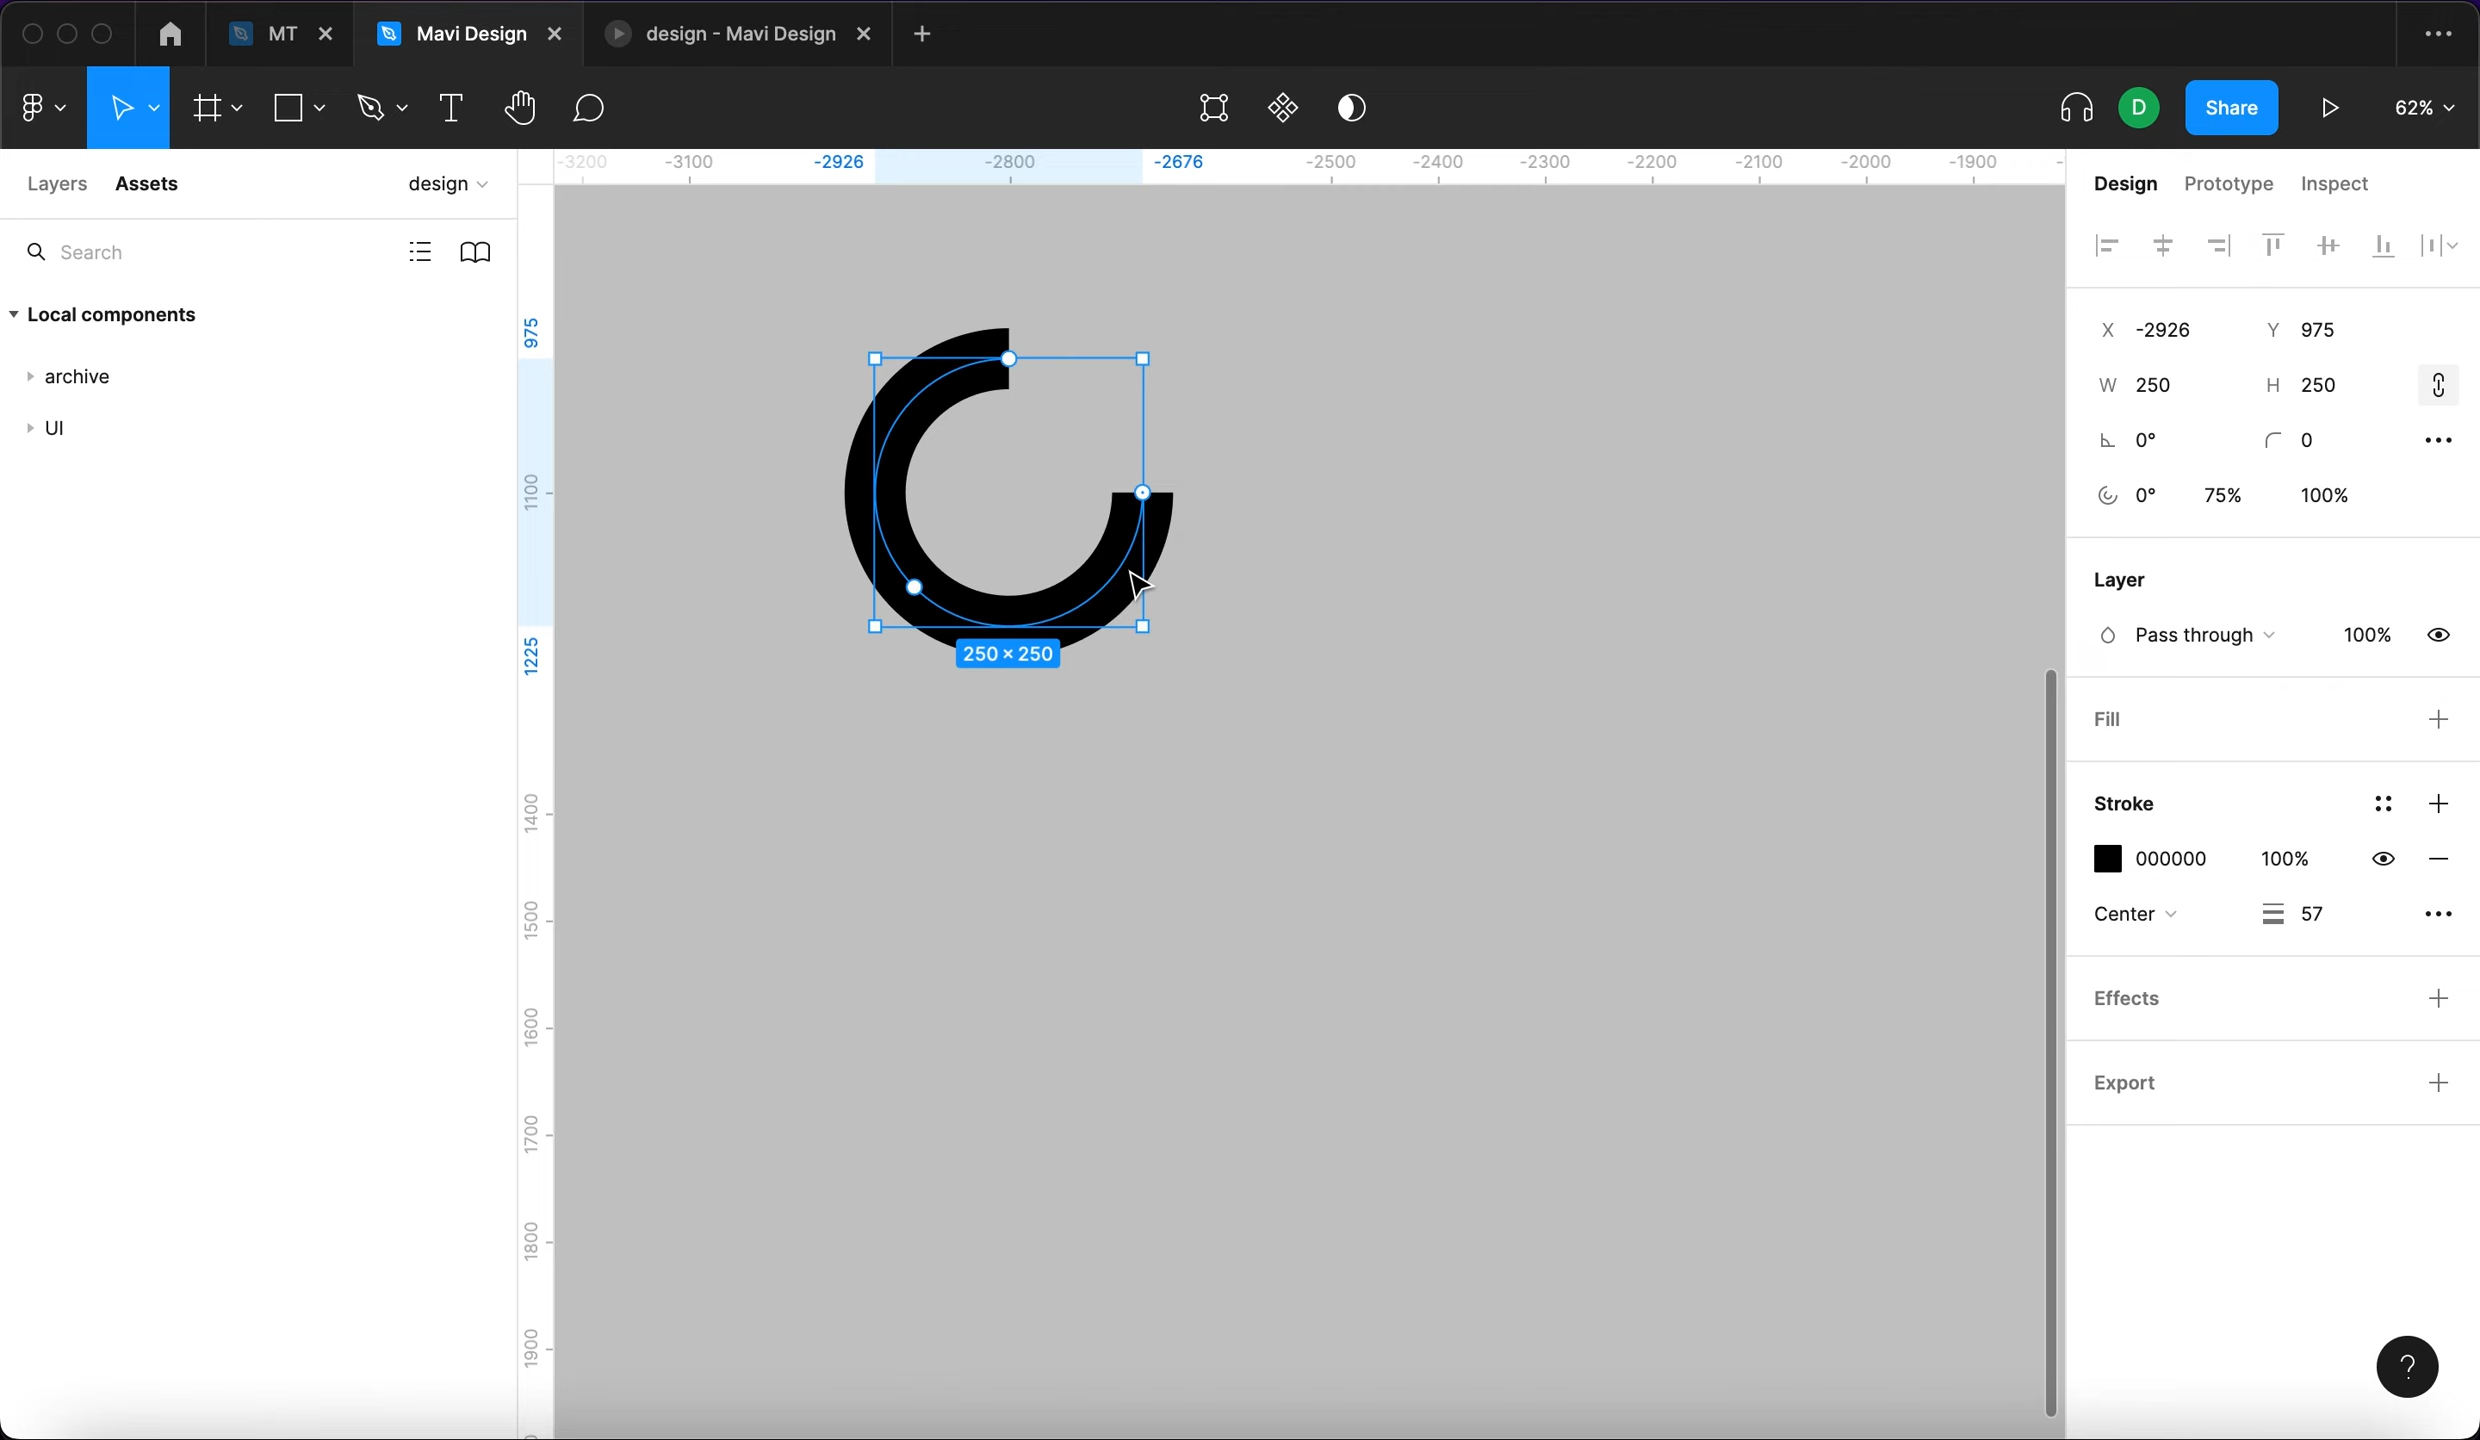 MT
Mavi Design
design - Mavi Design
D
Share
62%
Layers
Assets
design
Search
Local components
archive
UI
-3200
-3100
-2926
-2800
-2676
-2500
-2400
-2300
-2200
-2100
-2000
-1900
975
1100
1225
1400
1500
1600
1700
1800
1900
250 × 250
Design
Prototype
Inspect
X -2926 Y 975
W 250 H 250
0° 0
0° 75% 100%
Layer
Pass through 100%
Fill
Stroke
000000 100%
Center 57
Effects
Export
?